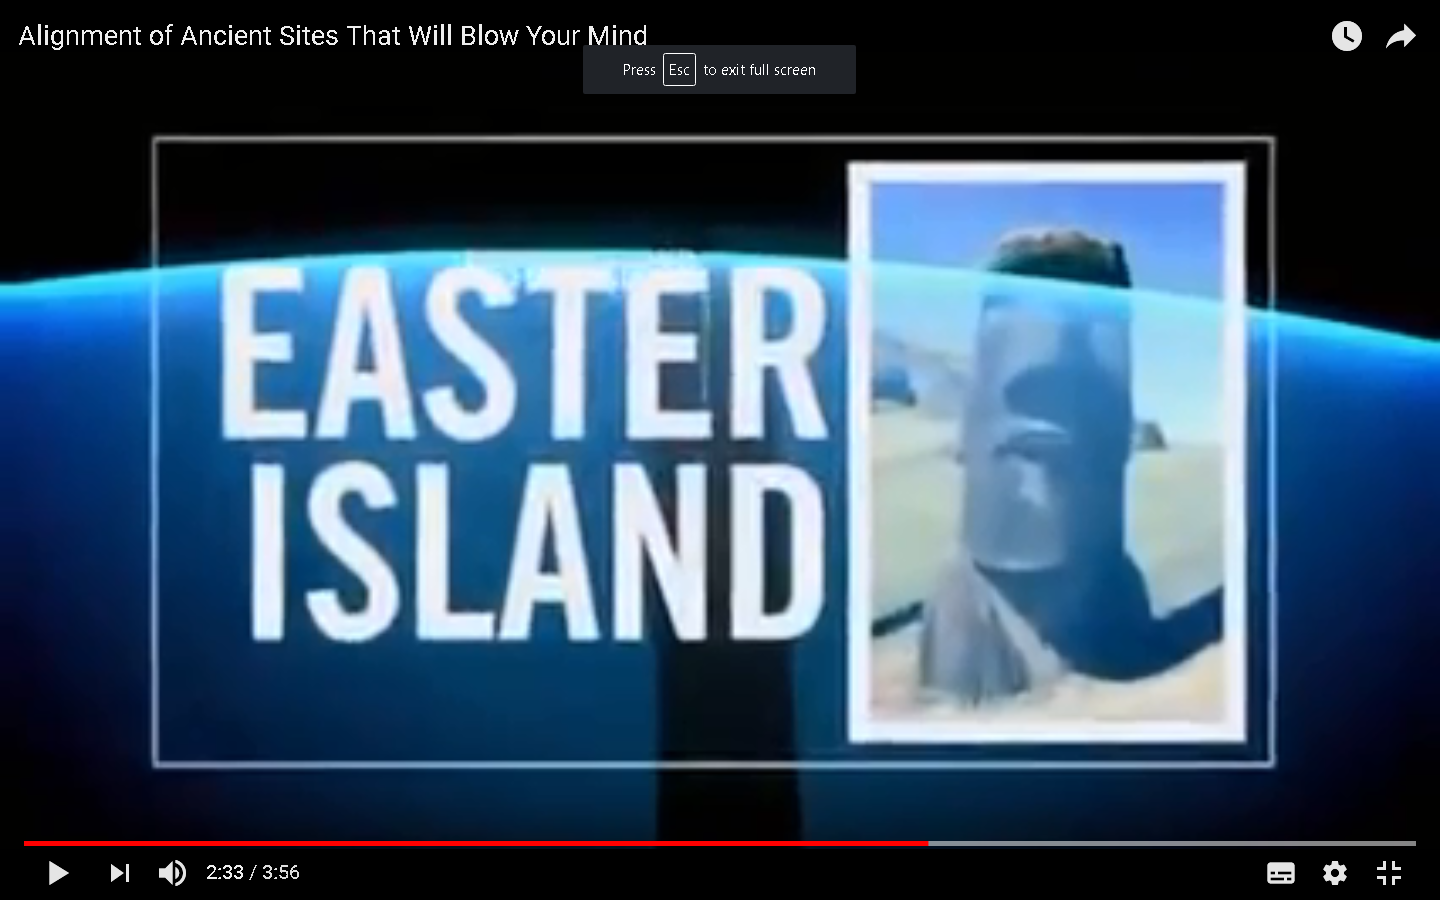 Alignment of Ancient Sites That Will Blow Your Mind
Press Esc to exit full screen
EASTER
ISLAND
2:33 / 3:56